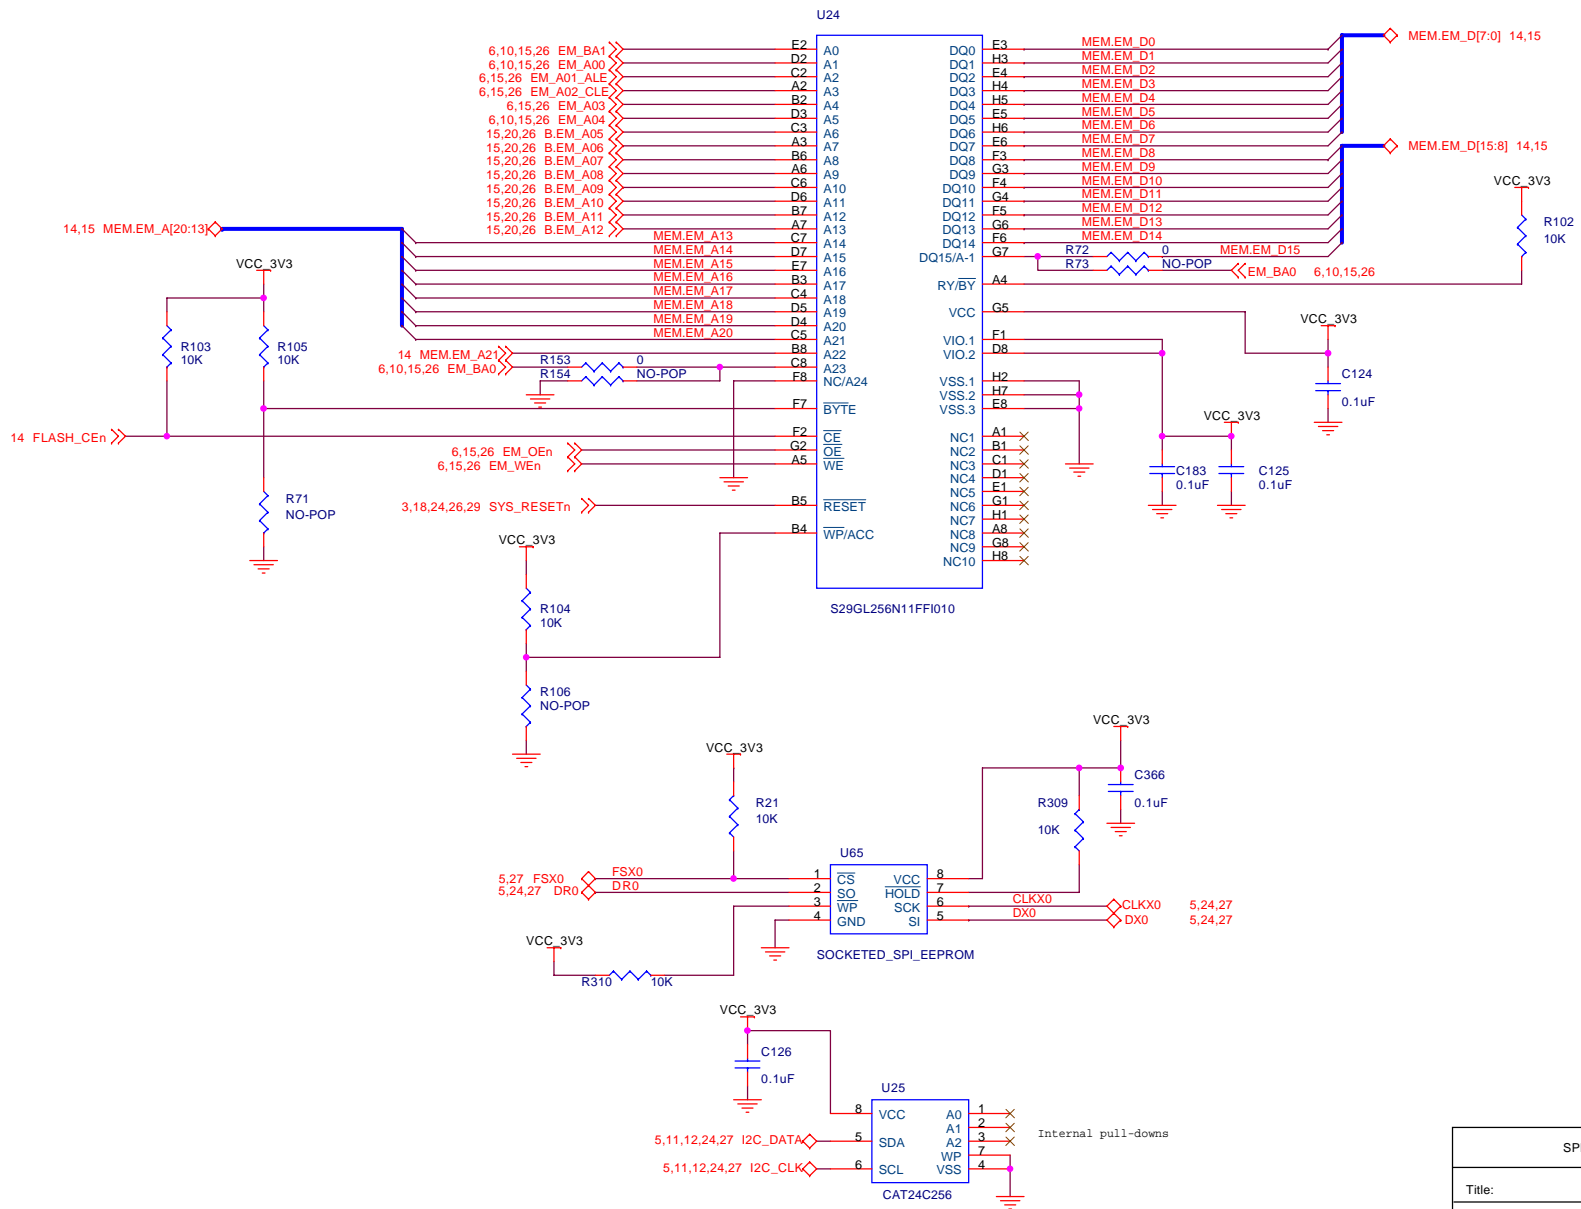 U24
6,10,15,26 EM_BA1 E2 A0 DQ0 E3 MEM.EM_D0 MEM.EM_D[7:0] 14,15
6,10,15,26 EM_A00 D2 A1 DQ1 H3 MEM.EM_D1
6,15,26 EM_A01_ALE C2 A2 DQ2 E4 MEM.EM_D2
6,15,26 EM_A02_CLE A2 A3 DQ3 H4 MEM.EM_D3
6,15,26 EM_A03 B2 A4 DQ4 H5 MEM.EM_D4
6,10,15,26 EM_A04 D3 A5 DQ5 E5 MEM.EM_D5
15,20,26 B.EM_A05 C3 A6 DQ6 H6 MEM.EM_D6
15,20,26 B.EM_A06 A3 A7 DQ7 E6 MEM.EM_D7 MEM.EM_D[15:8] 14,15
15,20,26 B.EM_A07 B6 A8 DQ8 F3 MEM.EM_D8
15,20,26 B.EM_A08 A6 A9 DQ9 G3 MEM.EM_D9
15,20,26 B.EM_A09 C6 A10 DQ10 F4 MEM.EM_D10 VCC_3V3
15,20,26 B.EM_A10 D6 A11 DQ11 G4 MEM.EM_D11
15,20,26 B.EM_A11 B7 A12 DQ12 F5 MEM.EM_D12
15,20,26 B.EM_A12 A7 A13 DQ13 G6 MEM.EM_D13 R102
14,15 MEM.EM_A[20:13] MEM.EM_A13 C7 A14 DQ14 F6 MEM.EM_D14 10K
MEM.EM_A14 D7 A15 DQ15/A-1 G7 R72 0 MEM.EM_D15
VCC_3V3 MEM.EM_A15 E7 A16 R73 NO-POP EM_BA0 6,10,15,26
MEM.EM_A16 B3 A17 RY/BY A4
MEM.EM_A17 C4 A18
MEM.EM_A18 D5 A19 VCC G5
MEM.EM_A19 D4 A20 VCC_3V3
MEM.EM_A20 C5 A21 VIO.1 F1
R103 10K R105 10K
14 MEM.EM_A21 B8 A22 VIO.2 D8
6,10,15,26 EM_BA0 R153 0 C8 A23
R154 NO-POP F8 NC/A24 VSS.1 H2 C124
VSS.2 H7 0.1uF
F7 BYTE VSS.3 E8
VCC_3V3
14 FLASH_CEn F2 CE NC1 A1
6,15,26 EM_OEn G2 OE NC2 B1
6,15,26 EM_WEn A5 WE NC3 C1
NC4 D1 C183 0.1uF C125 0.1uF
NC5 E1
R71 NO-POP
3,18,24,26,29 SYS_RESETn B5 RESET NC6 G1
NC7 H1
B4 WP/ACC NC8 A8
VCC_3V3 NC9 G8
NC10 H8
R104 S29GL256N11FFI010
10K
R106
NO-POP
VCC_3V3
VCC_3V3
C366
0.1uF
R21
10K
R309
10K
U65
5,27 FSX0 FSX0 1 CS VCC 8
5,24,27 DR0 DR0 2 SO HOLD 7
3 WP SCK 6 CLKX0 CLKX0 5,24,27
4 GND SI 5 DX0 DX0 5,24,27
VCC_3V3
SOCKETED_SPI_EEPROM
R310 10K
VCC_3V3
C126
0.1uF
U25
8 VCC A0 1
A1 2 Internal pull-downs
5,11,12,24,27 I2C_DATA 5 SDA A2 3
WP 7
5,11,12,24,27 I2C_CLK 6 SCL VSS 4
CAT24C256
SP
Title: